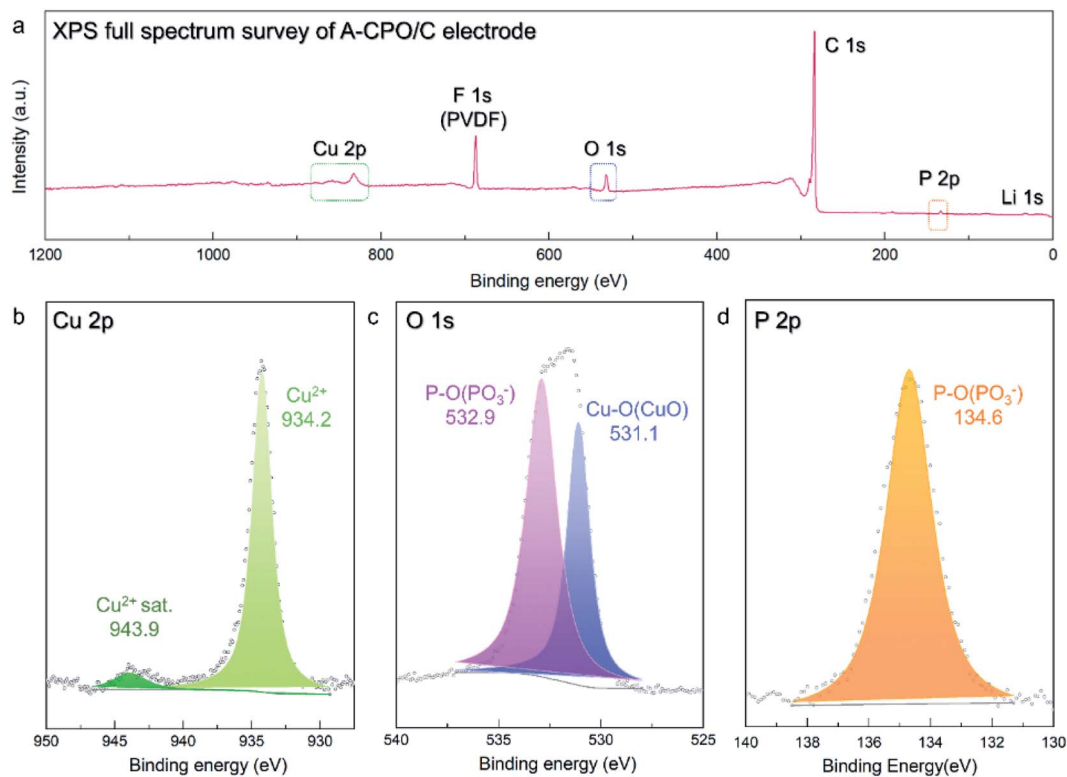 a
XPS full spectrum survey of A-CPO/C electrode
Intensity (a.u.)
Cu 2p
F 1s
(PVDF)
O 1s
C 1s
P 2p
Li 1s
1200 1000 800 600 400 200 0
Binding energy (eV)
b
Cu 2p
Cu²⁺
934.2
Cu²⁺ sat.
943.9
950 945 940 935 930
Binding energy (eV)
c
O 1s
P-O(PO₃⁻)
532.9
Cu-O(CuO)
531.1
540 535 530 525
Binding energy (eV)
d
P 2p
P-O(PO₃⁻)
134.6
140 138 136 134 132 130
Binding Energy(eV)